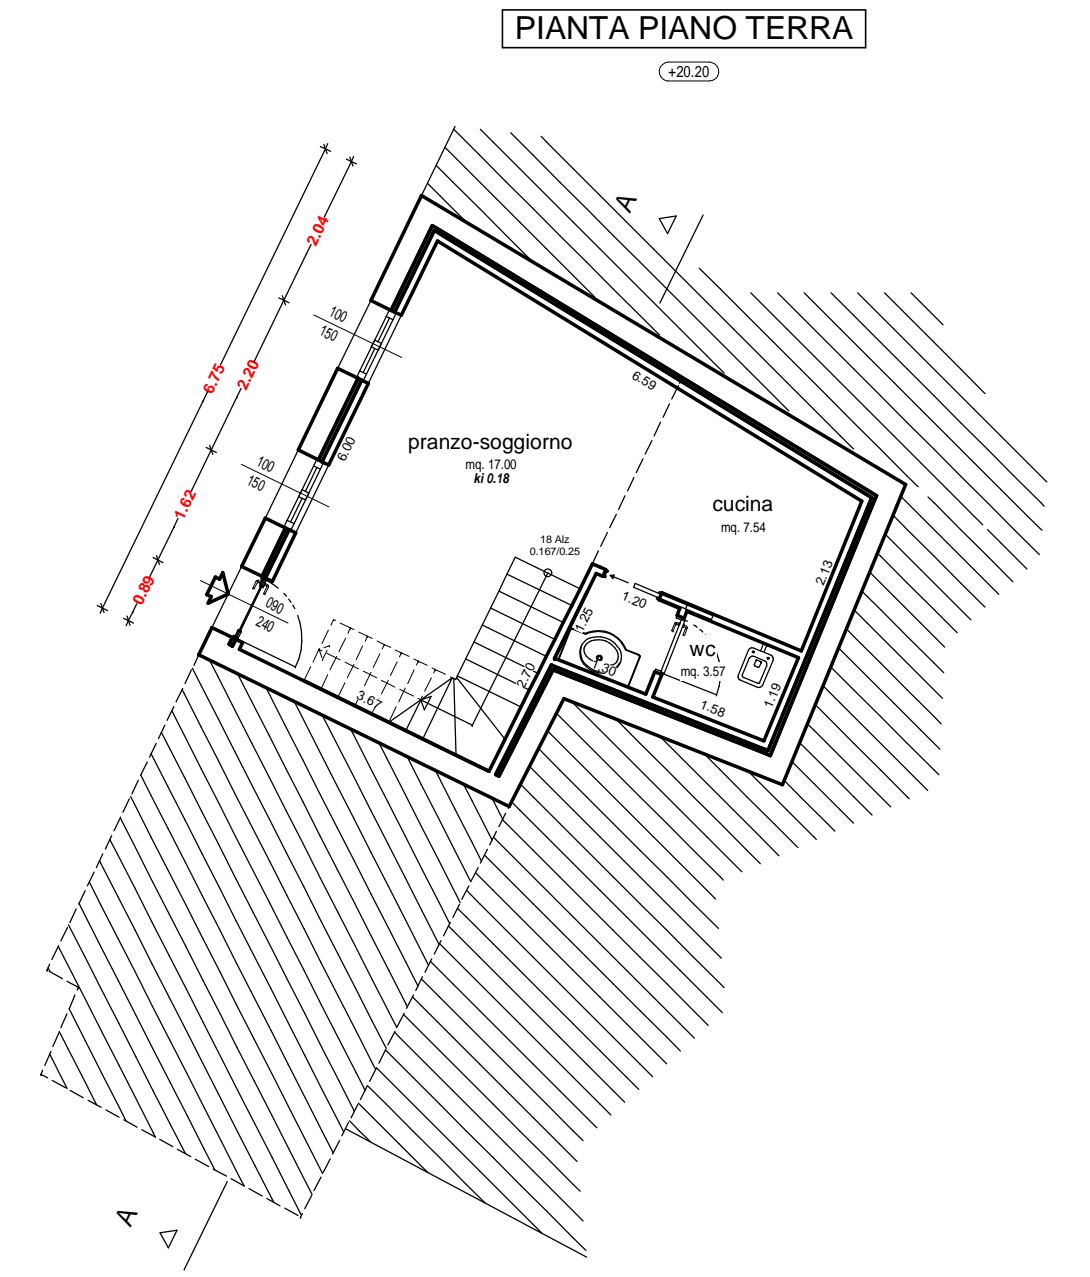 PIANTA PIANO TERRA
+20.20
A
2.04
100
150
6.75
2.20
6.59
6.00
pranzo-soggiorno
mq. 17.00
ki 0.18
100
150
1.62
cucina
mq. 7.54
18 Alz
0.167/0.25
2.13
0.89
090
240
1.20
1.25
wc
mq. 3.57
1.30
2.70
3.67
1.58
1.19
A